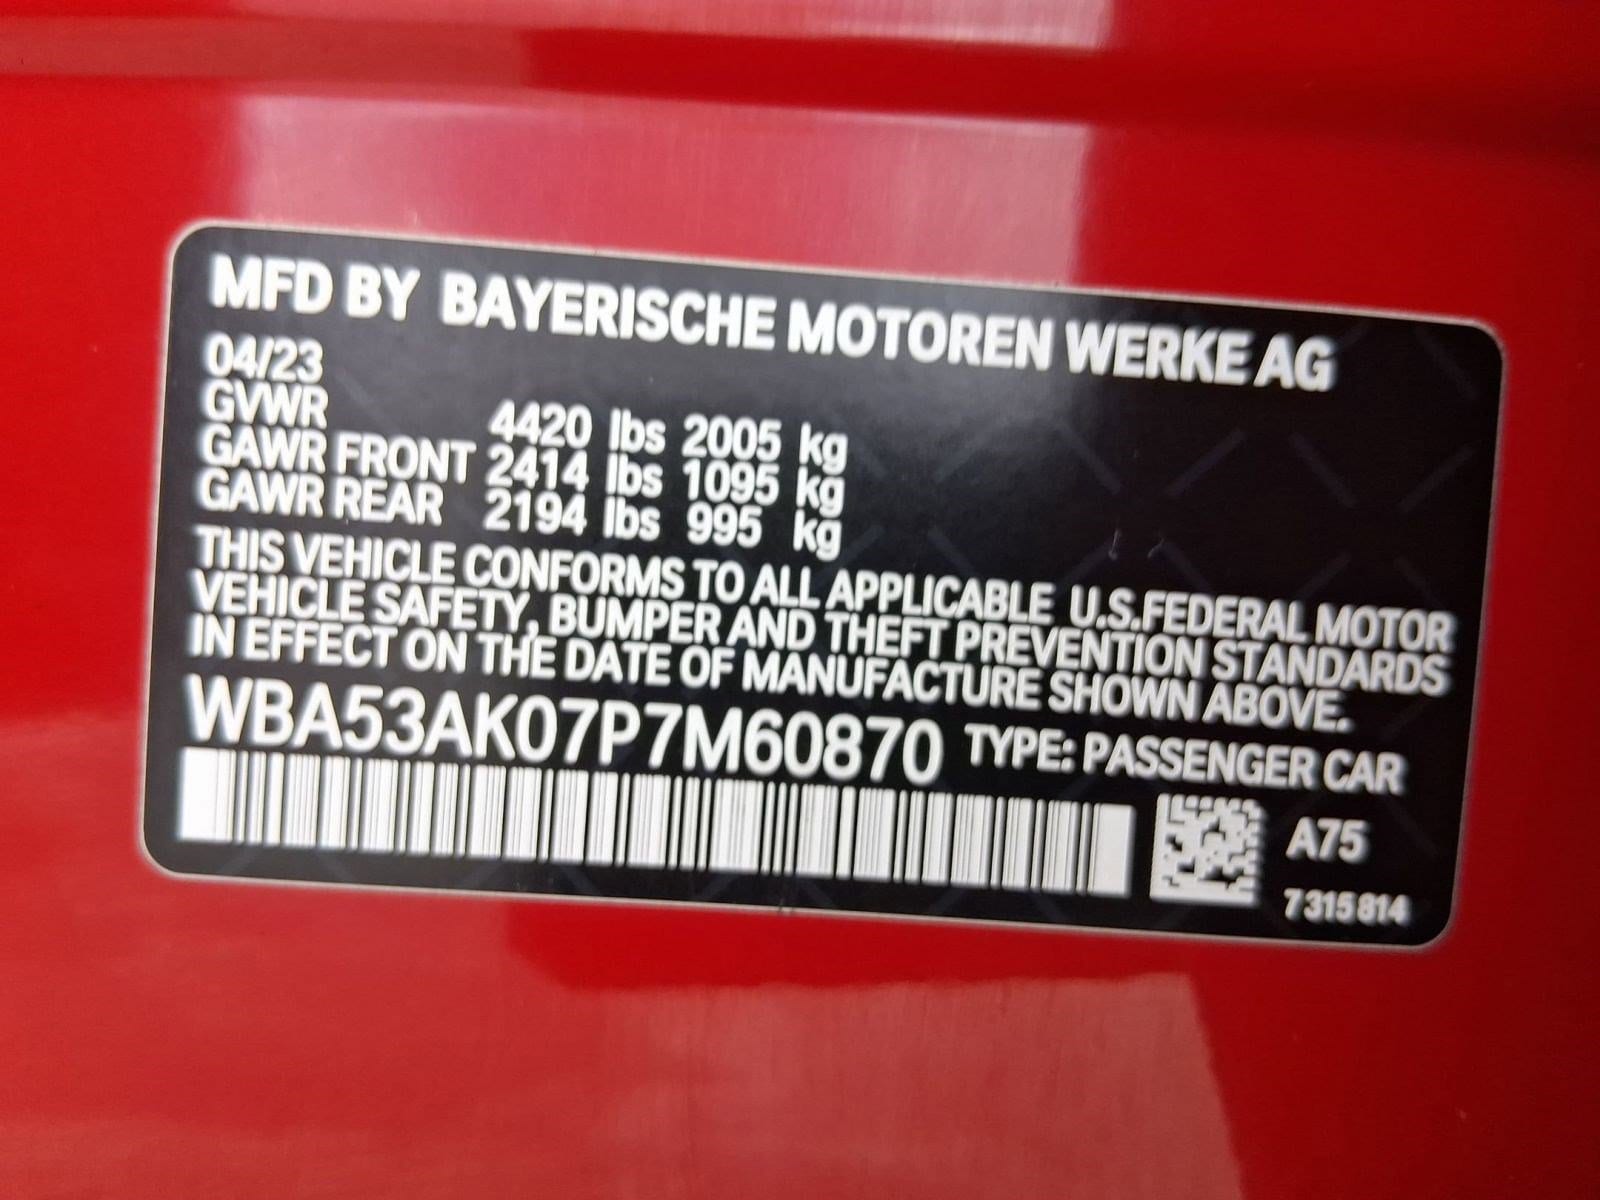 MFD BY BAYERISCHE MOTOREN WERKE AG
04/23
GVWR 4420 lbs 2005 kg
GAWR FRONT 2414 lbs 1095 kg
GAWR REAR 2194 lbs 995 kg
THIS VEHICLE CONFORMS TO ALL APPLICABLE U.S.FEDERAL MOTOR
VEHICLE SAFETY, BUMPER AND THEFT PREVENTION STANDARDS
IN EFFECT ON THE DATE OF MANUFACTURE SHOWN ABOVE.
WBA53AK07P7M60870 TYPE: PASSENGER CAR
A75
7 315 814